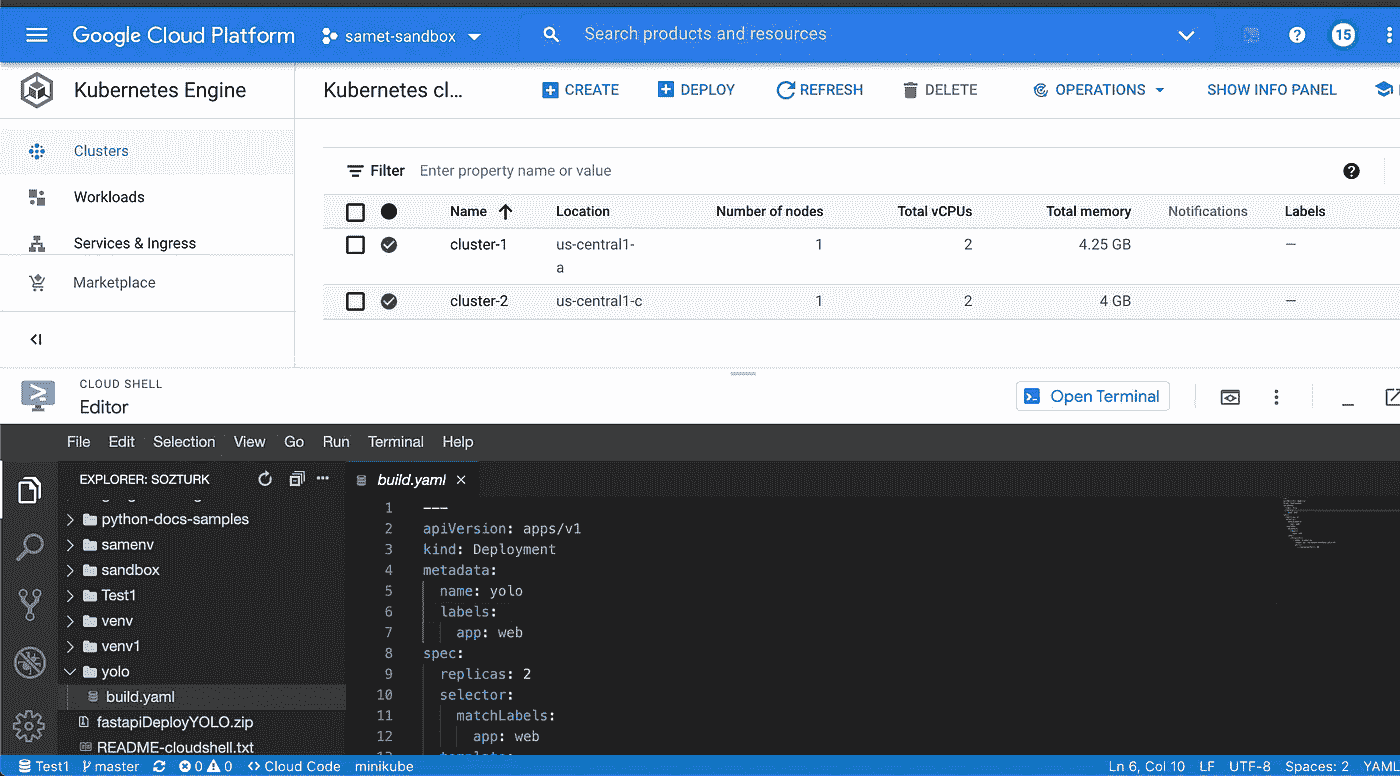 Google Cloud Platform samet-sandbox Search products and resources 15
Kubernetes Engine Kubernetes cl... CREATE DEPLOY REFRESH DELETE OPERATIONS SHOW INFO PANEL
Clusters
Workloads
Services & Ingress
Marketplace
Filter Enter property name or value
Name Location Number of nodes Total vCPUs Total memory Notifications Labels
cluster-1 us-central1-a 1 2 4.25 GB —
cluster-2 us-central1-c 1 2 4 GB —
CLOUD SHELL
Editor Open Terminal
File Edit Selection View Go Run Terminal Help
EXPLORER: SOZTURK
python-docs-samples
samenv
sandbox
Test1
venv
venv1
yolo
build.yaml
fastapiDeployYOLO.zip
README-cloudshell.txt
build.yaml
1 ---
2 apiVersion: apps/v1
3 kind: Deployment
4 metadata:
5 name: yolo
6 labels:
7 app: web
8 spec:
9 replicas: 2
10 selector:
11 matchLabels:
12 app: web
Test1 master 0 0 Cloud Code minikube Ln 6, Col 10 LF UTF-8 Spaces: 2 YAML